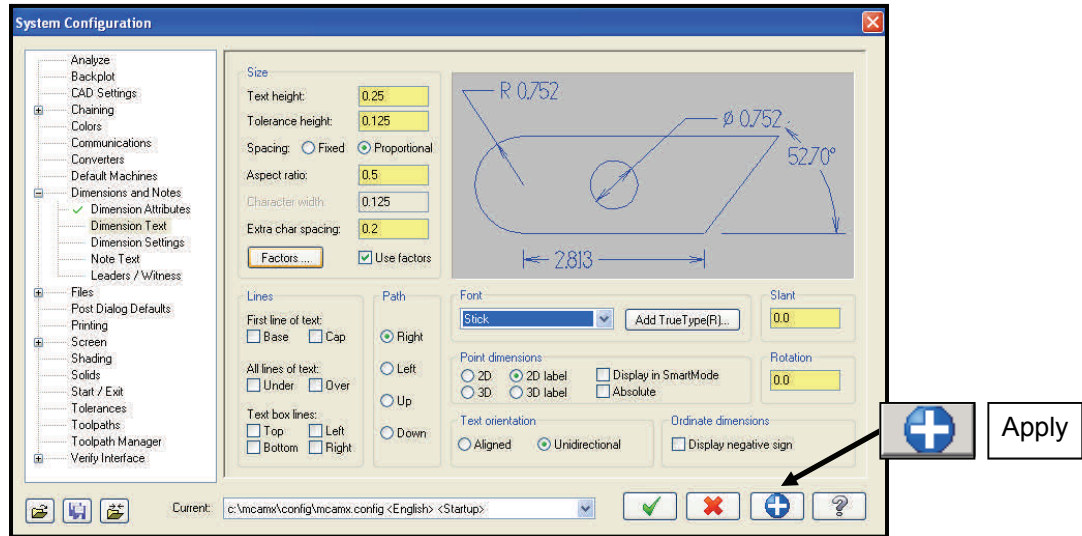 System Configuration
Analyze
Backplot
CAD Settings
Chaining
Colors
Communications
Converters
Default Machines
Dimensions and Notes
Dimension Attributes
Dimension Text
Dimension Settings
Note Text
Leaders / Witness
Files
Post Dialog Defaults
Printing
Screen
Shading
Solids
Start / Exit
Tolerances
Toolpaths
Toolpath Manager
Verify Interface
Size
Text height: 0.25
Tolerance height: 0.125
Spacing: Fixed Proportional
Aspect ratio: 0.5
Character width 0.125
Extra char spacing: 0.2
Factors ... Use factors
R 0.752
Ø 0.752
52.70°
2.813
Lines
First line of text:
Base Cap
All lines of text:
Under Over
Text box lines:
Top Left
Bottom Right
Path
Right
Left
Up
Down
Font
Stick Add TrueType(R)...
Slant
0.0
Point dimensions
2D 2D label Display in SmartMode
3D 3D label Absolute
Rotation
0.0
Text orientation
Aligned Unidirectional
Ordinate dimensions
Display negative sign
Apply
Current: c:\mcamx\config\mcamx.config <English> <Startup>